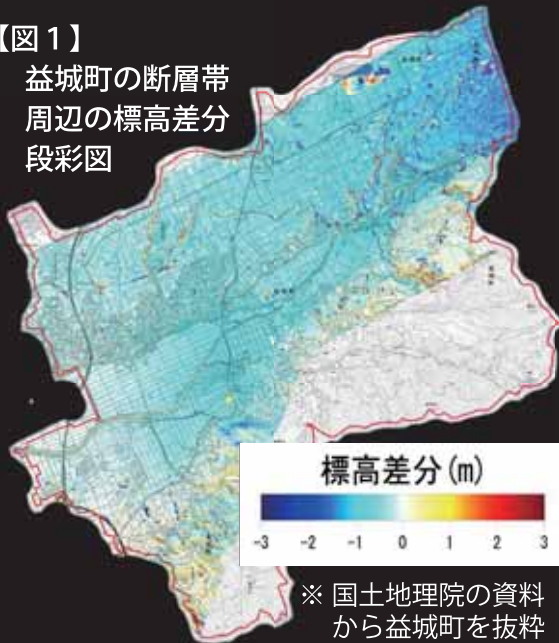 【図１】
益城町の断層帯
周辺の標高差分
段彩図
標高差分(m)
-3 -2 -1 0 1 2 3
※ 国土地理院の資料
から益城町を抜粋